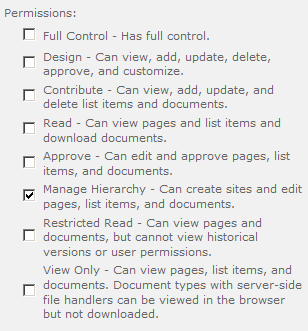 Permissions:
Full Control - Has full control.
Design - Can view, add, update, delete,
approve, and customize.
Contribute - Can view, add, update, and
delete list items and documents.
Read - Can view pages and list items and
download documents.
Approve - Can edit and approve pages, list
items, and documents.
Manage Hierarchy - Can create sites and edit
pages, list items, and documents.
Restricted Read - Can view pages and
documents, but cannot view historical
versions or user permissions.
View Only - Can view pages, list items, and
documents. Document types with server-side
file handlers can be viewed in the browser
but not downloaded.